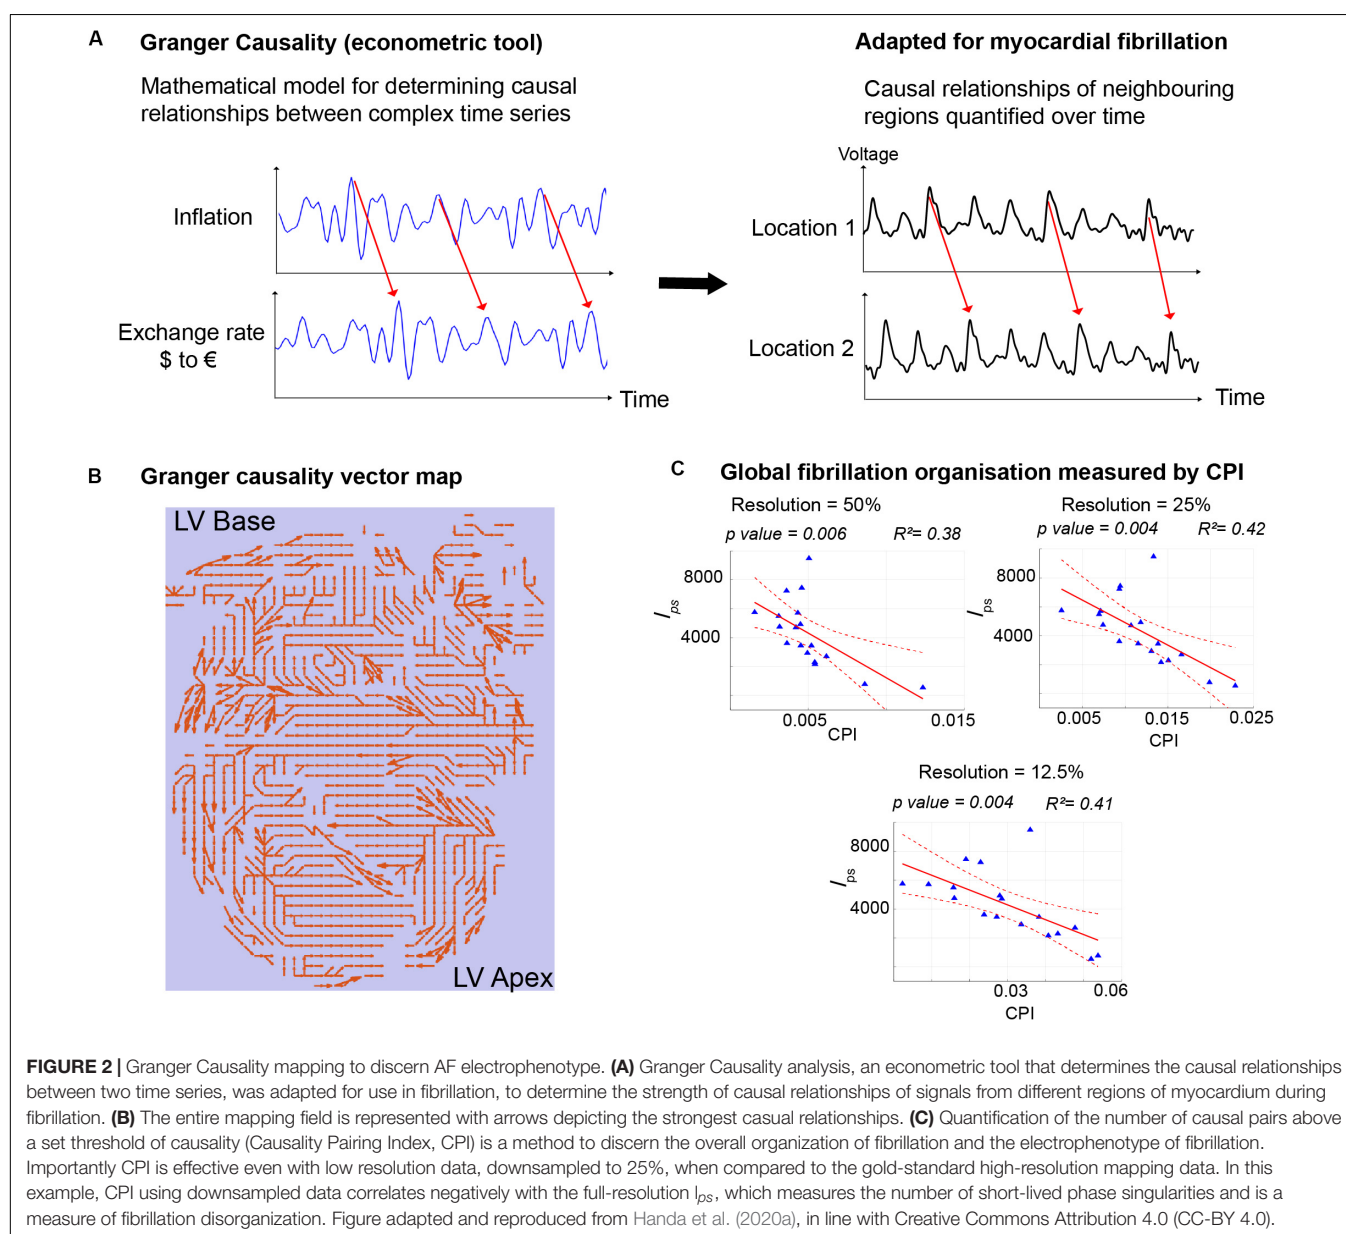 A Granger Causality (econometric tool)
Mathematical model for determining causal
relationships between complex time series
Inflation
Exchange rate
$ to €
Time
Adapted for myocardial fibrillation
Causal relationships of neighbouring
regions quantified over time
Voltage
Location 1
Location 2
Time
B Granger causality vector map
LV Base
LV Apex
C Global fibrillation organisation measured by CPI
Resolution = 50%
p value = 0.006 R²= 0.38
8000
4000
Ips
0.005 0.015
CPI
Resolution = 25%
p value = 0.004 R²= 0.42
8000
4000
Ips
0.005 0.015 0.025
CPI
Resolution = 12.5%
p value = 0.004 R²= 0.41
8000
4000
Ips
0.03 0.06
CPI
FIGURE 2 | Granger Causality mapping to discern AF electrophenotype. (A) Granger Causality analysis, an econometric tool that determines the causal relationships
between two time series, was adapted for use in fibrillation, to determine the strength of causal relationships of signals from different regions of myocardium during
fibrillation. (B) The entire mapping field is represented with arrows depicting the strongest casual relationships. (C) Quantification of the number of causal pairs above
a set threshold of causality (Causality Pairing Index, CPI) is a method to discern the overall organization of fibrillation and the electrophenotype of fibrillation.
Importantly CPI is effective even with low resolution data, downsampled to 25%, when compared to the gold-standard high-resolution mapping data. In this
example, CPI using downsampled data correlates negatively with the full-resolution Ips, which measures the number of short-lived phase singularities and is a
measure of fibrillation disorganization. Figure adapted and reproduced from Handa et al. (2020a), in line with Creative Commons Attribution 4.0 (CC-BY 4.0).